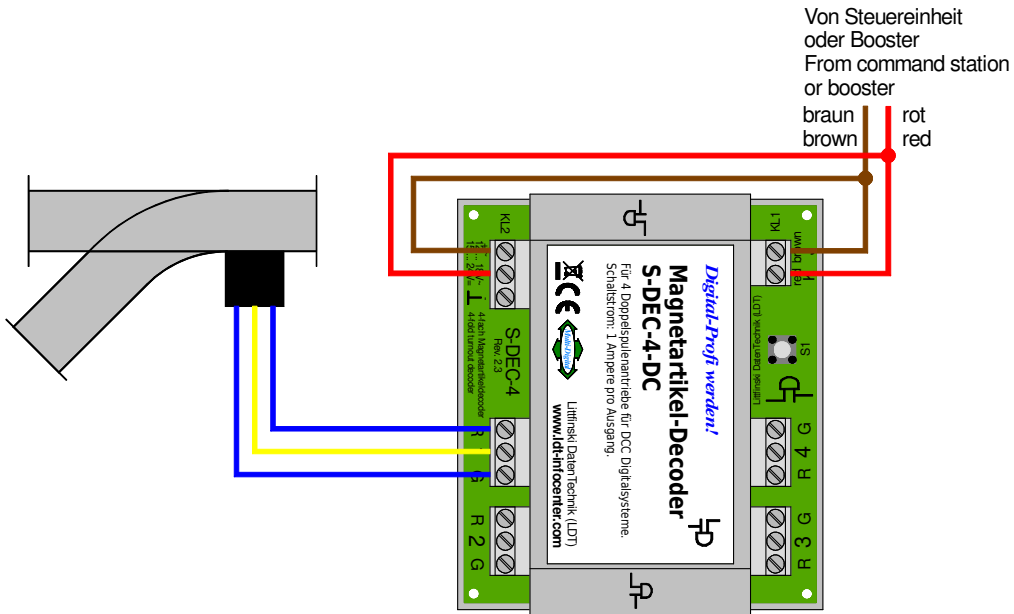 Von Steuereinheit
oder Booster
From command station
or booster
braun
brown
rot
red
KL2
KL1
S1
Littfinski DatenTechnik (LDT)
Digital-Profi werden!
Magnetartikel-Decoder
S-DEC-4-DC
Für 4 Doppelspulenantriebe für DCC Digitalsysteme.
Schaltstrom: 1 Ampere pro Ausgang.
CE
Multi-Digital
Littfinski DatenTechnik (LDT)
www.ldt-infocenter.com
4-fach Magnetartikeldecoder
4-fold turnout decoder
S-DEC-4
Rev. 2.3
R
G
R 2 G
R 4 G
R 3 G